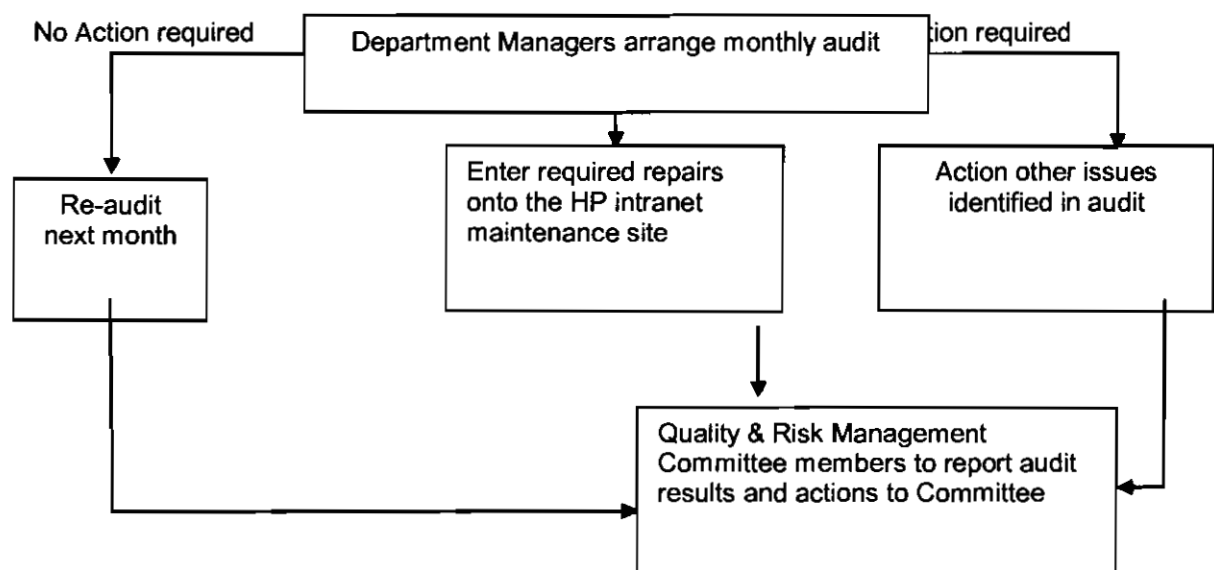 No Action required
Department Managers arrange monthly audit
tion required
Re-audit
next month
Enter required repairs
onto the HP intranet
maintenance site
Action other issues
identified in audit
Quality & Risk Management
Committee members to report audit
results and actions to Committee